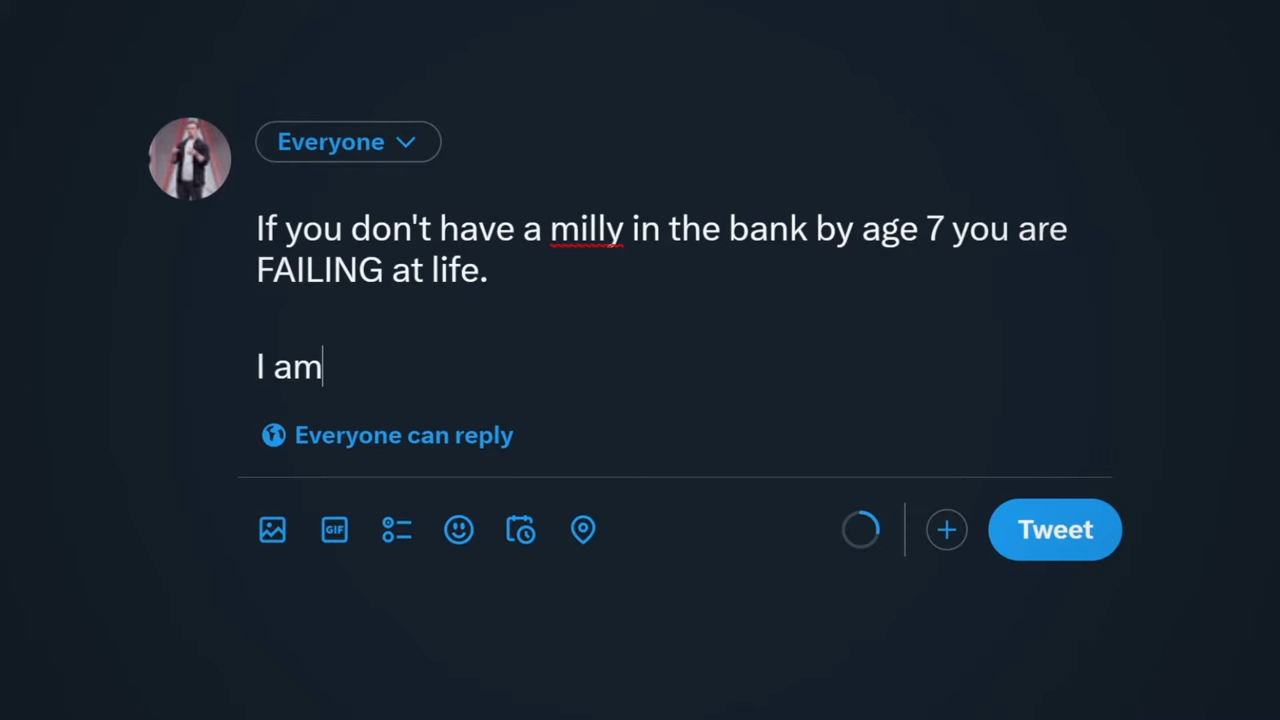 Everyone
If you don't have a milly in the bank by age 7 you are
FAILING at life.
I am
Everyone can reply
GIF
Tweet